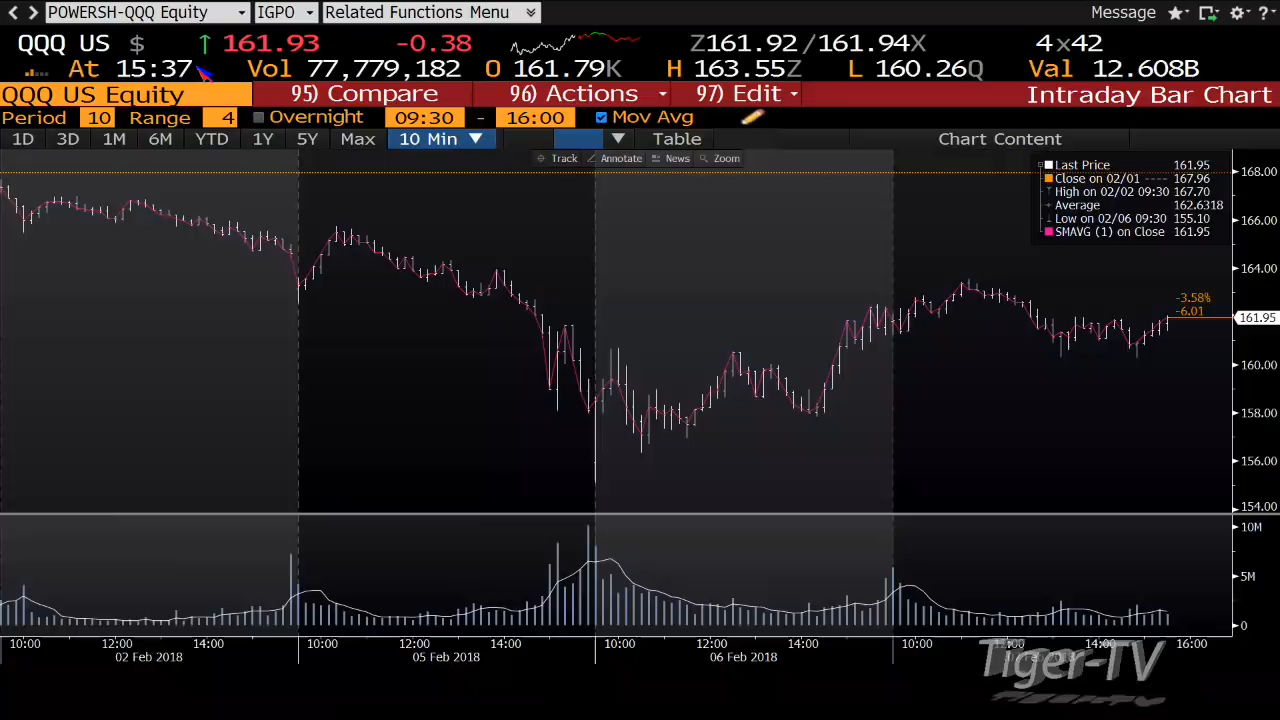 POWERSH-QQQ Equity IGPO Related Functions Menu Message
QQQ US $ ↑ 161.93 -0.38 Z161.92/161.94X 4x42
At 15:37 Vol 77,779,182 O 161.79K H 163.55Z L 160.26Q Val 12.608B
QQQ US Equity 95) Compare 96) Actions 97) Edit Intraday Bar Chart
Period 10 Range 4 Overnight 09:30 - 16:00 Mov Avg
1D 3D 1M 6M YTD 1Y 5Y Max 10 Min Table Chart Content
Track Annotate News Zoom
Last Price 161.95
Close on 02/01 ---- 167.96
High on 02/02 09:30 167.70
Average 162.6318
Low on 02/06 09:30 155.10
SMAVG (1) on Close 161.95
168.00
166.00
164.00
-3.58%
-6.01
161.95
160.00
158.00
156.00
154.00
10M
5M
0
10:00 12:00 14:00 10:00 12:00 14:00 10:00 12:00 14:00 10:00 12:00 14:00 16:00
02 Feb 2018 05 Feb 2018 06 Feb 2018
Tiger-TV